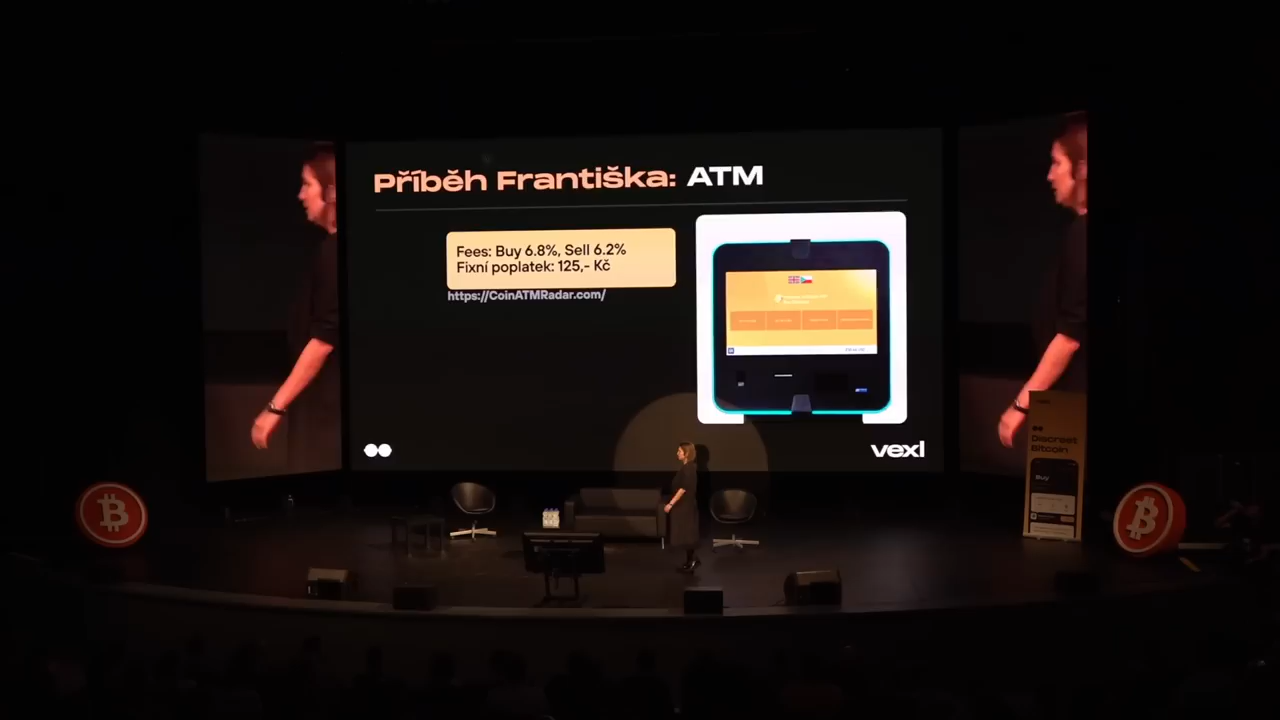 Příběh Františka: ATM
Fees: Buy 6.8%, Sell 6.2%
Fixní poplatek: 125,- Kč
https://CoinATMRadar.com/
vexl
Discreet
Bitcoin
Buy